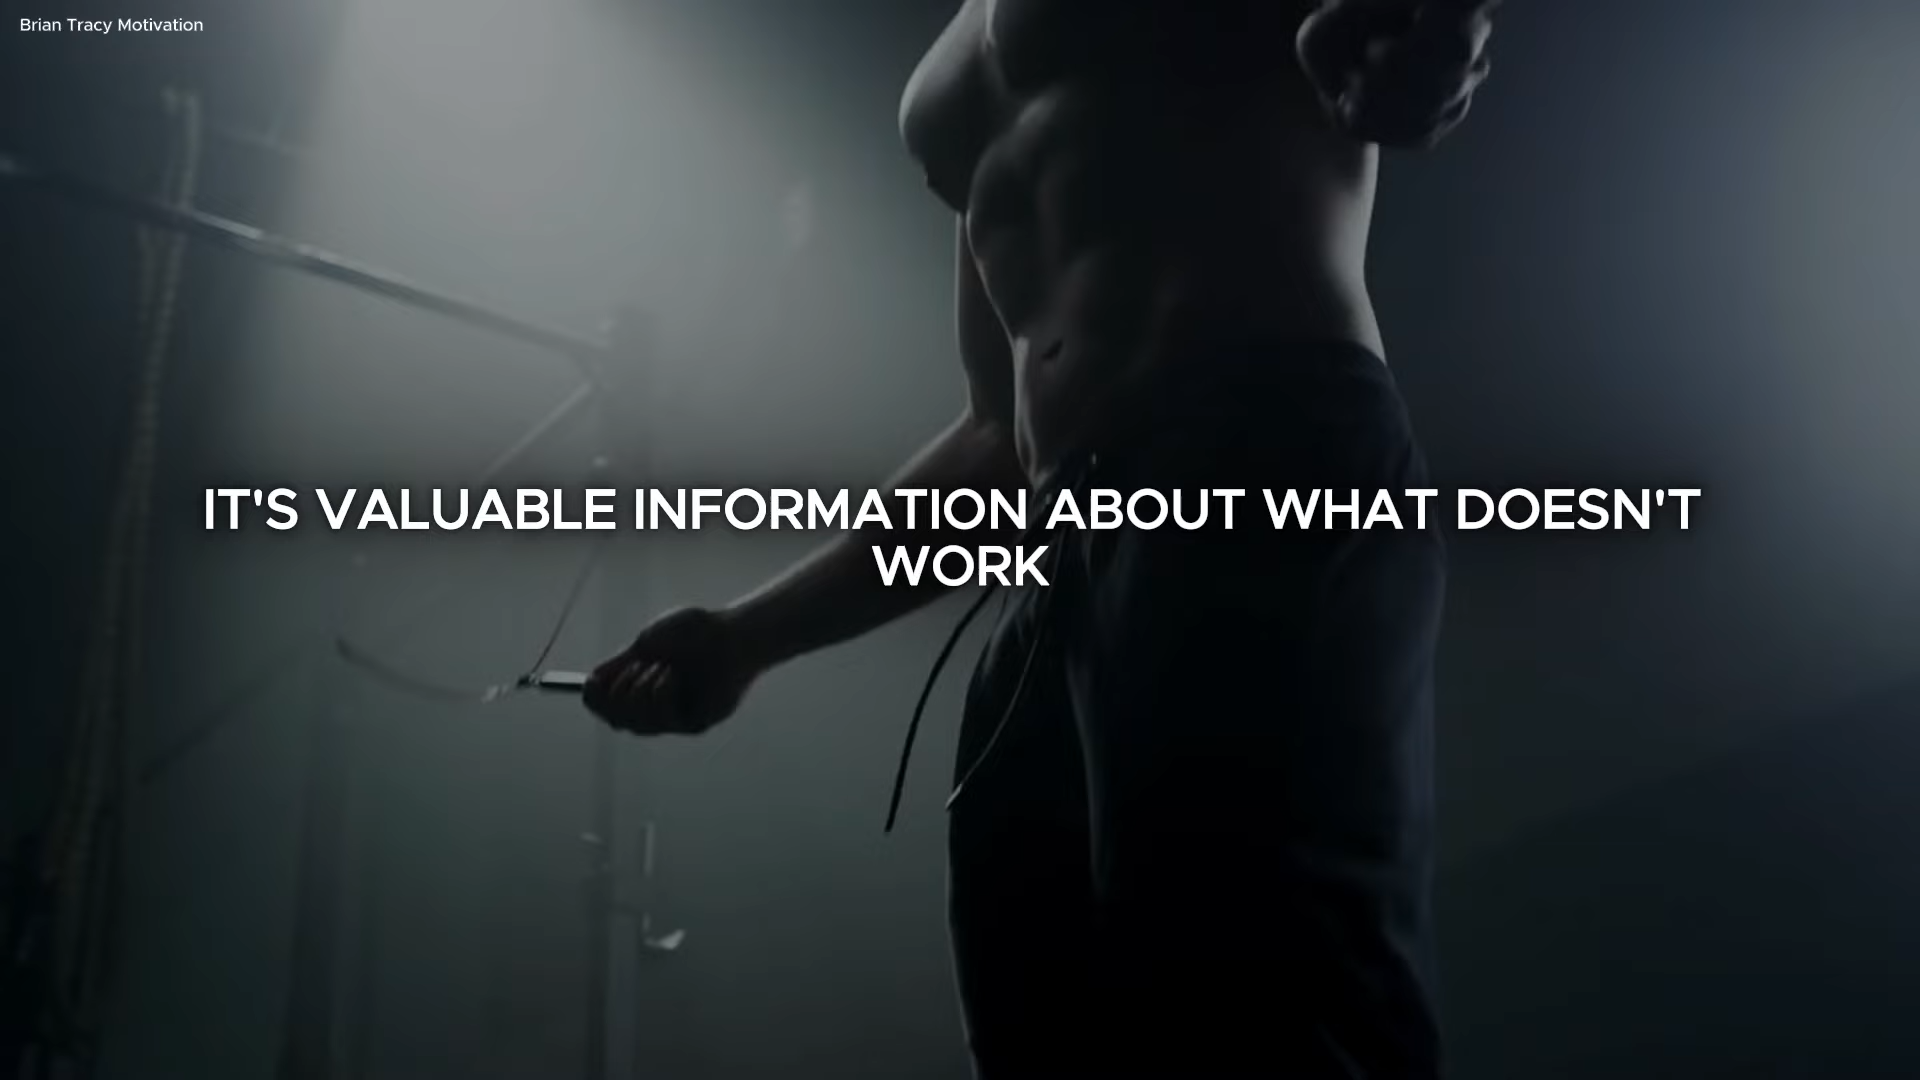 Brian Tracy Motivation
IT'S VALUABLE INFORMATION ABOUT WHAT DOESN'T
WORK